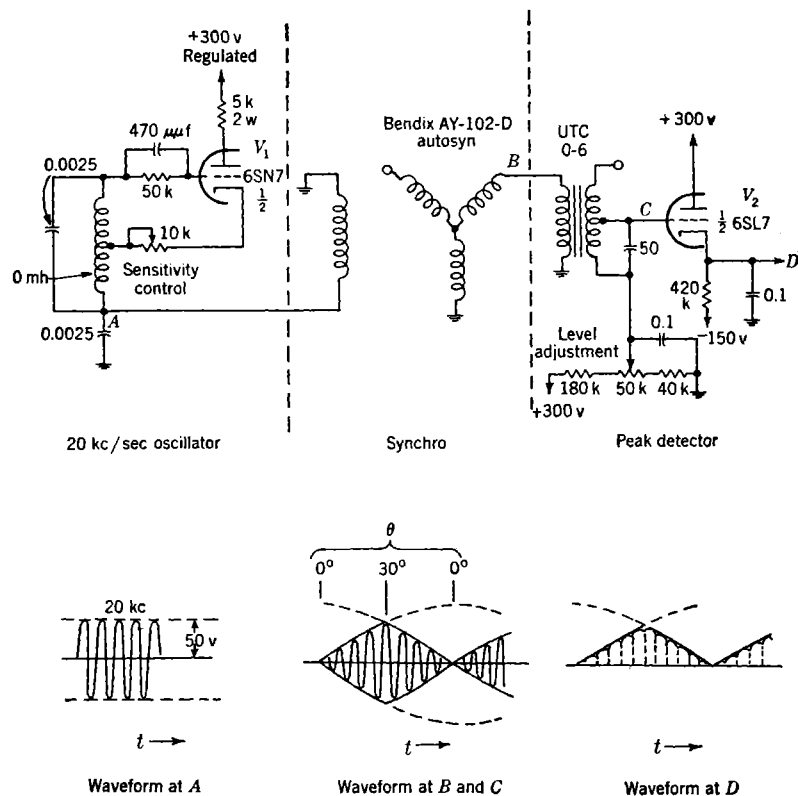 +300 v
Regulated
5 k
2 w
470 μμf
V1
0.0025
6SN7
50 k
1/2
10 k
0 mh
Sensitivity
control
A
0.0025
20 kc/sec oscillator
Bendix AY-102-D
autosyn
B
Synchro
UTC
0-6
+300 v
C
V2
1/2 6SL7
50
D
420
k
0.1
-150 v
Level
adjustment
0.1
180 k
50 k
40 k
+300 v
Peak detector
20 kc
50 v
t
Waveform at A
θ
0°
30°
0°
t
Waveform at B and C
t
Waveform at D